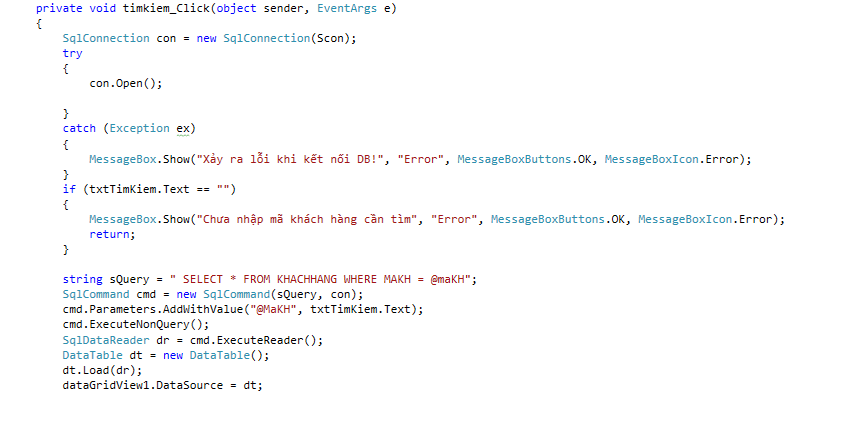 private void timkiem_Click(object sender, EventArgs e)
{
SqlConnection con = new SqlConnection(Scon);
try
{
con.Open();
}
catch (Exception ex)
{
MessageBox.Show("Xảy ra lỗi khi kết nối DB!", "Error", MessageBoxButtons.OK, MessageBoxIcon.Error);
}
if (txtTimKiem.Text == "")
{
MessageBox.Show("Chưa nhập mã khách hàng cần tìm", "Error", MessageBoxButtons.OK, MessageBoxIcon.Error);
return;
}
string sQuery = " SELECT * FROM KHACHHANG WHERE MAKH = @maKH";
SqlCommand cmd = new SqlCommand(sQuery, con);
cmd.Parameters.AddWithValue("@MaKH", txtTimKiem.Text);
cmd.ExecuteNonQuery();
SqlDataReader dr = cmd.ExecuteReader();
DataTable dt = new DataTable();
dt.Load(dr);
dataGridView1.DataSource = dt;